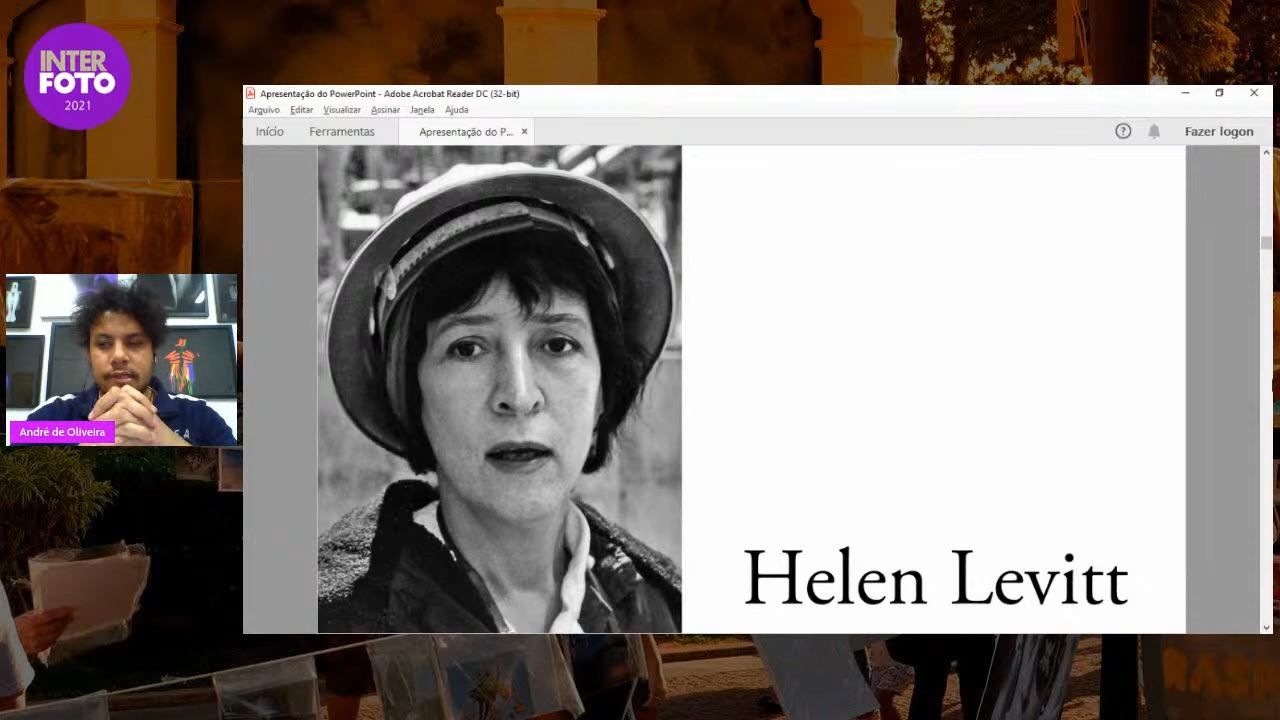 INTER
FOTO
2021
Apresentação do PowerPoint - Adobe Acrobat Reader DC (32-bit)
Arquivo Editar Visualizar Assinar Janela Ajuda
Início Ferramentas Apresentação do P... ×
Fazer logon
André de Oliveira
Helen Levitt